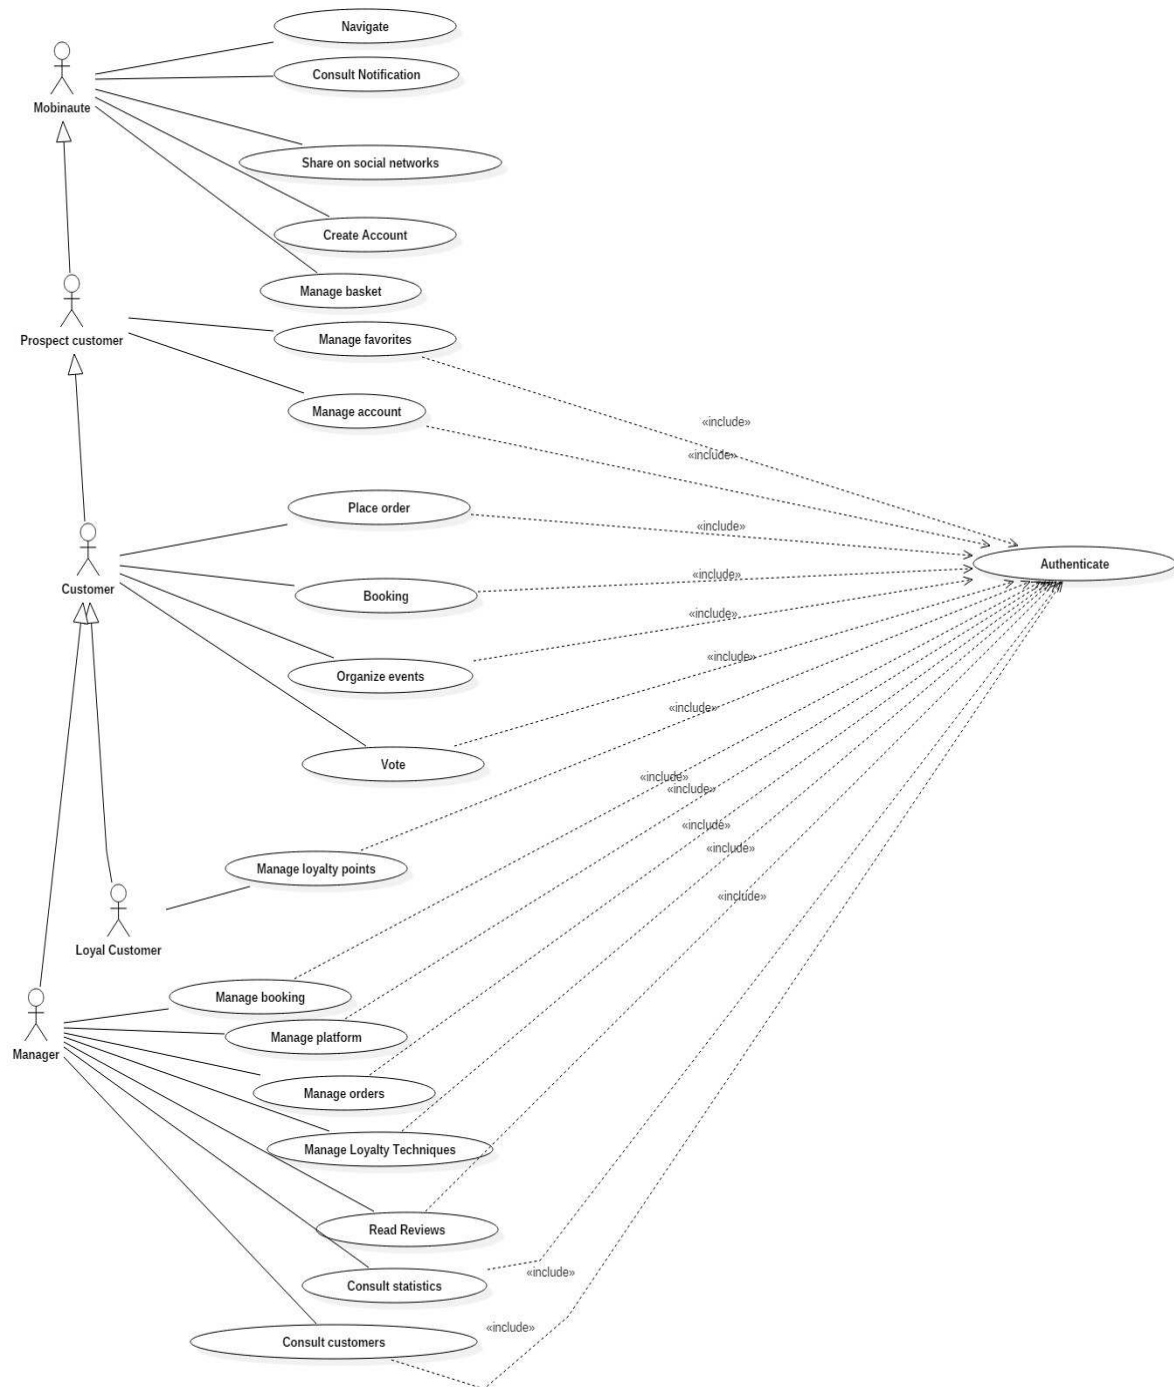 Navigate
Mobinaute
Consult Notification
Share on social networks
Create Account
Manage basket
Prospect customer
Manage favorites
Manage account
«include»
«include»
Place order
«include»
Authenticate
Customer
Booking
«include»
Organize events
«include»
Vote
«include»
«include»
«include»
«include»
«include»
«include»
Manage loyalty points
«include»
Loyal Customer
Manage booking
Manage platform
Manager
Manage orders
Manage Loyalty Techniques
Read Reviews
Consult statistics
«include»
Consult customers
«include»